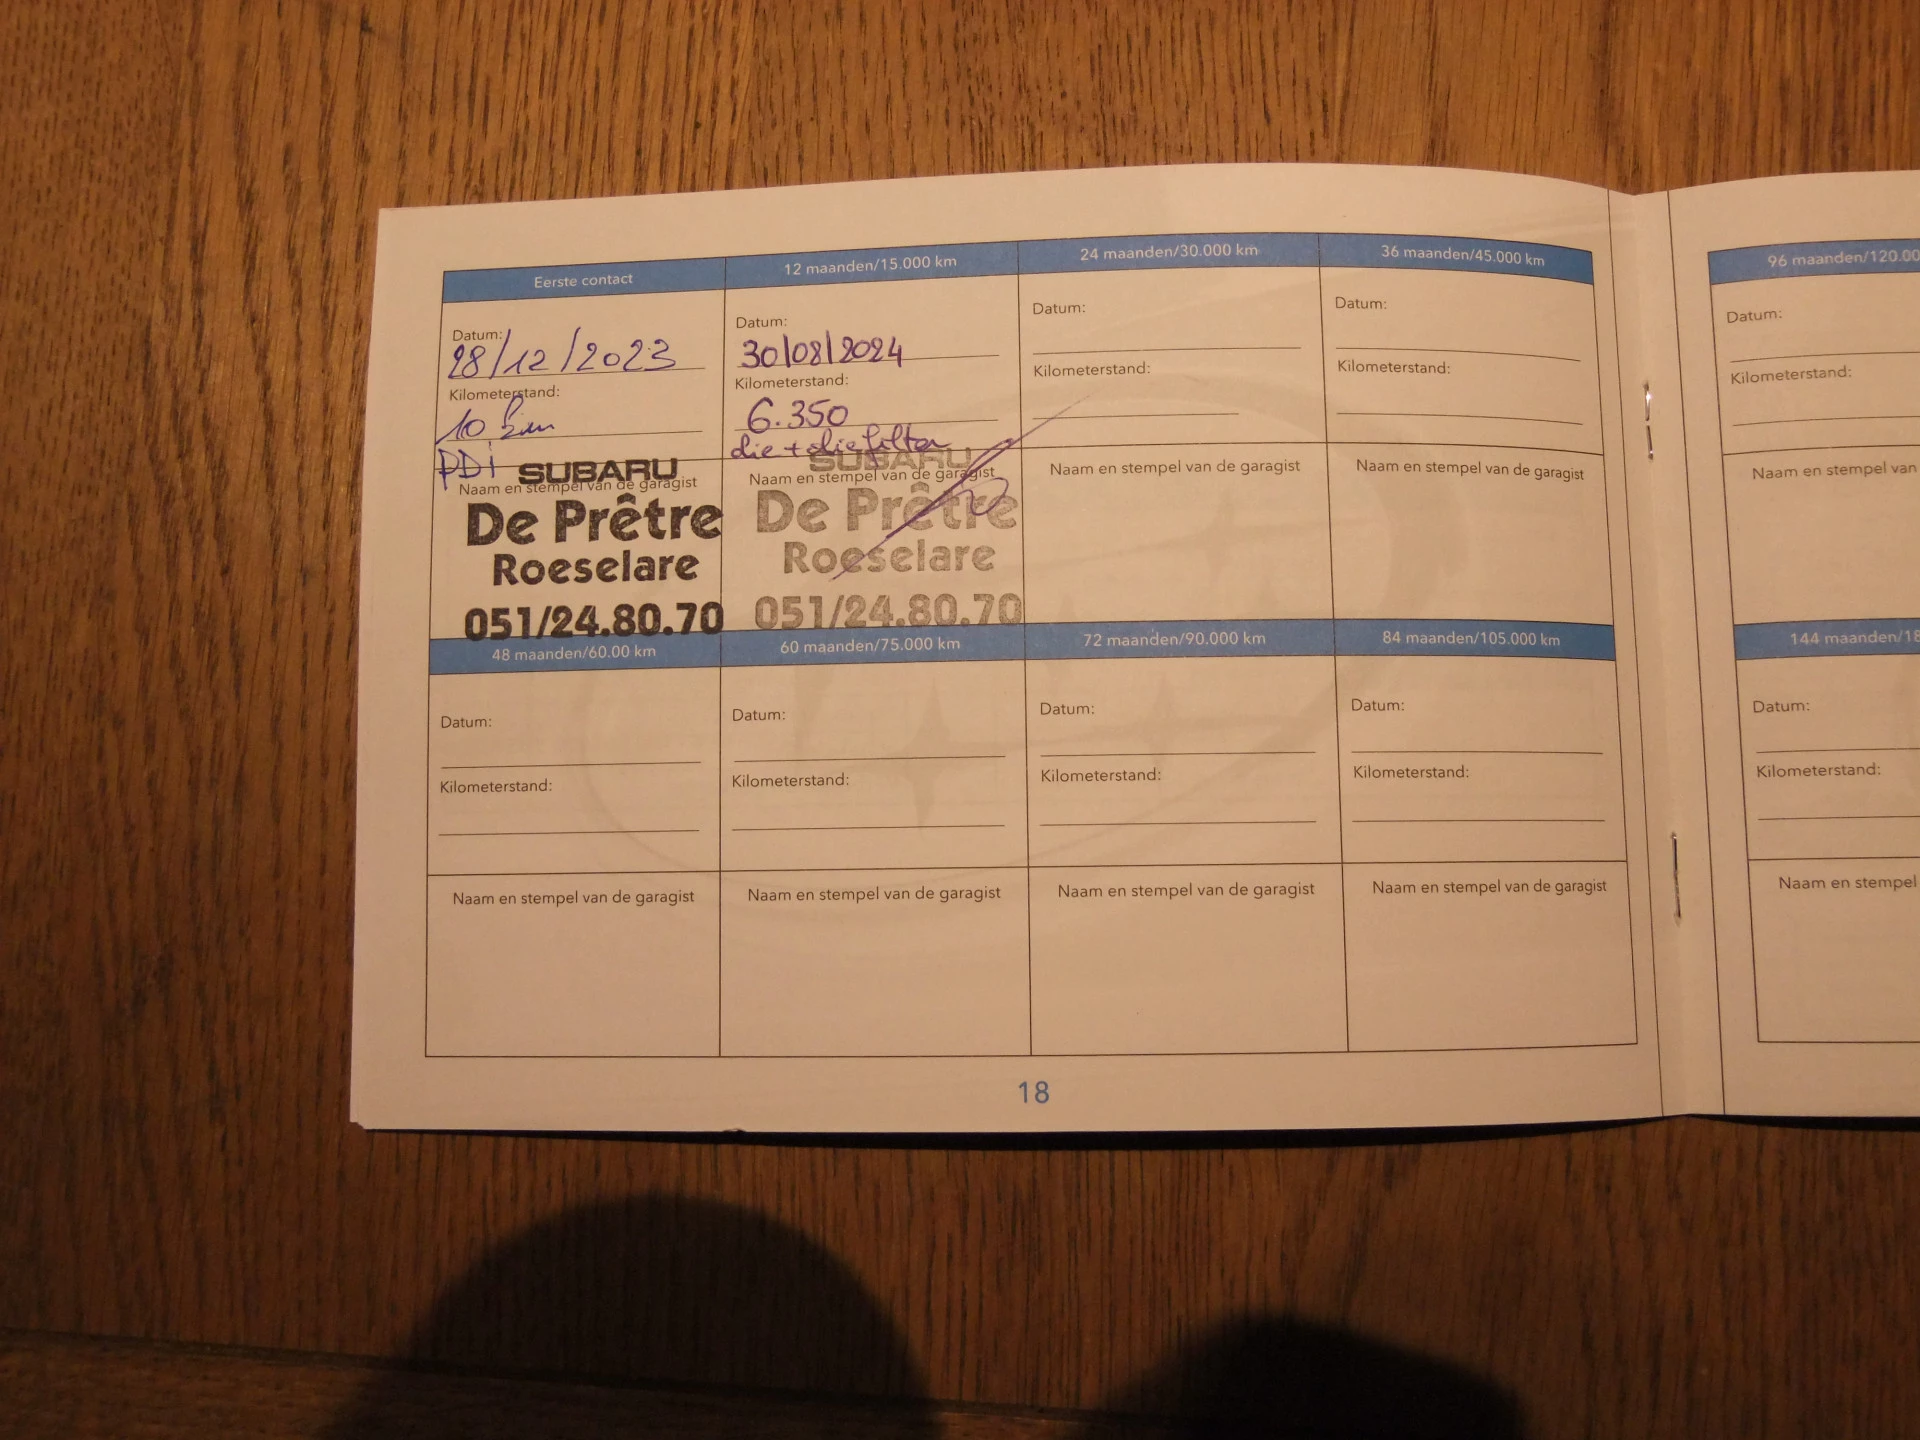 Eerste contact
12 maanden/15.000 km
24 maanden/30.000 km
36 maanden/45.000 km
Datum:
28/12/2023
Kilometerstand:
10 km
PDi
SUBARU
Naam en stempel van de garagist
De Prêtre
Roeselare
051/24.80.70
Datum:
30/08/2024
Kilometerstand:
6.350
olie + oliefilter
SUBARU
Naam en stempel van de garagist
De Prêtre
Roeselare
051/24.80.70
Datum:
Kilometerstand:
Naam en stempel van de garagist
Datum:
Kilometerstand:
Naam en stempel van de garagist
48 maanden/60.00 km
60 maanden/75.000 km
72 maanden/90.000 km
84 maanden/105.000 km
Datum:
Kilometerstand:
Naam en stempel van de garagist
Datum:
Kilometerstand:
Naam en stempel van de garagist
Datum:
Kilometerstand:
Naam en stempel van de garagist
Datum:
Kilometerstand:
Naam en stempel van de garagist
18
96 maanden/120.00
Datum:
Kilometerstand:
Naam en stempel van
144 maanden/18
Datum:
Kilometerstand:
Naam en stempel